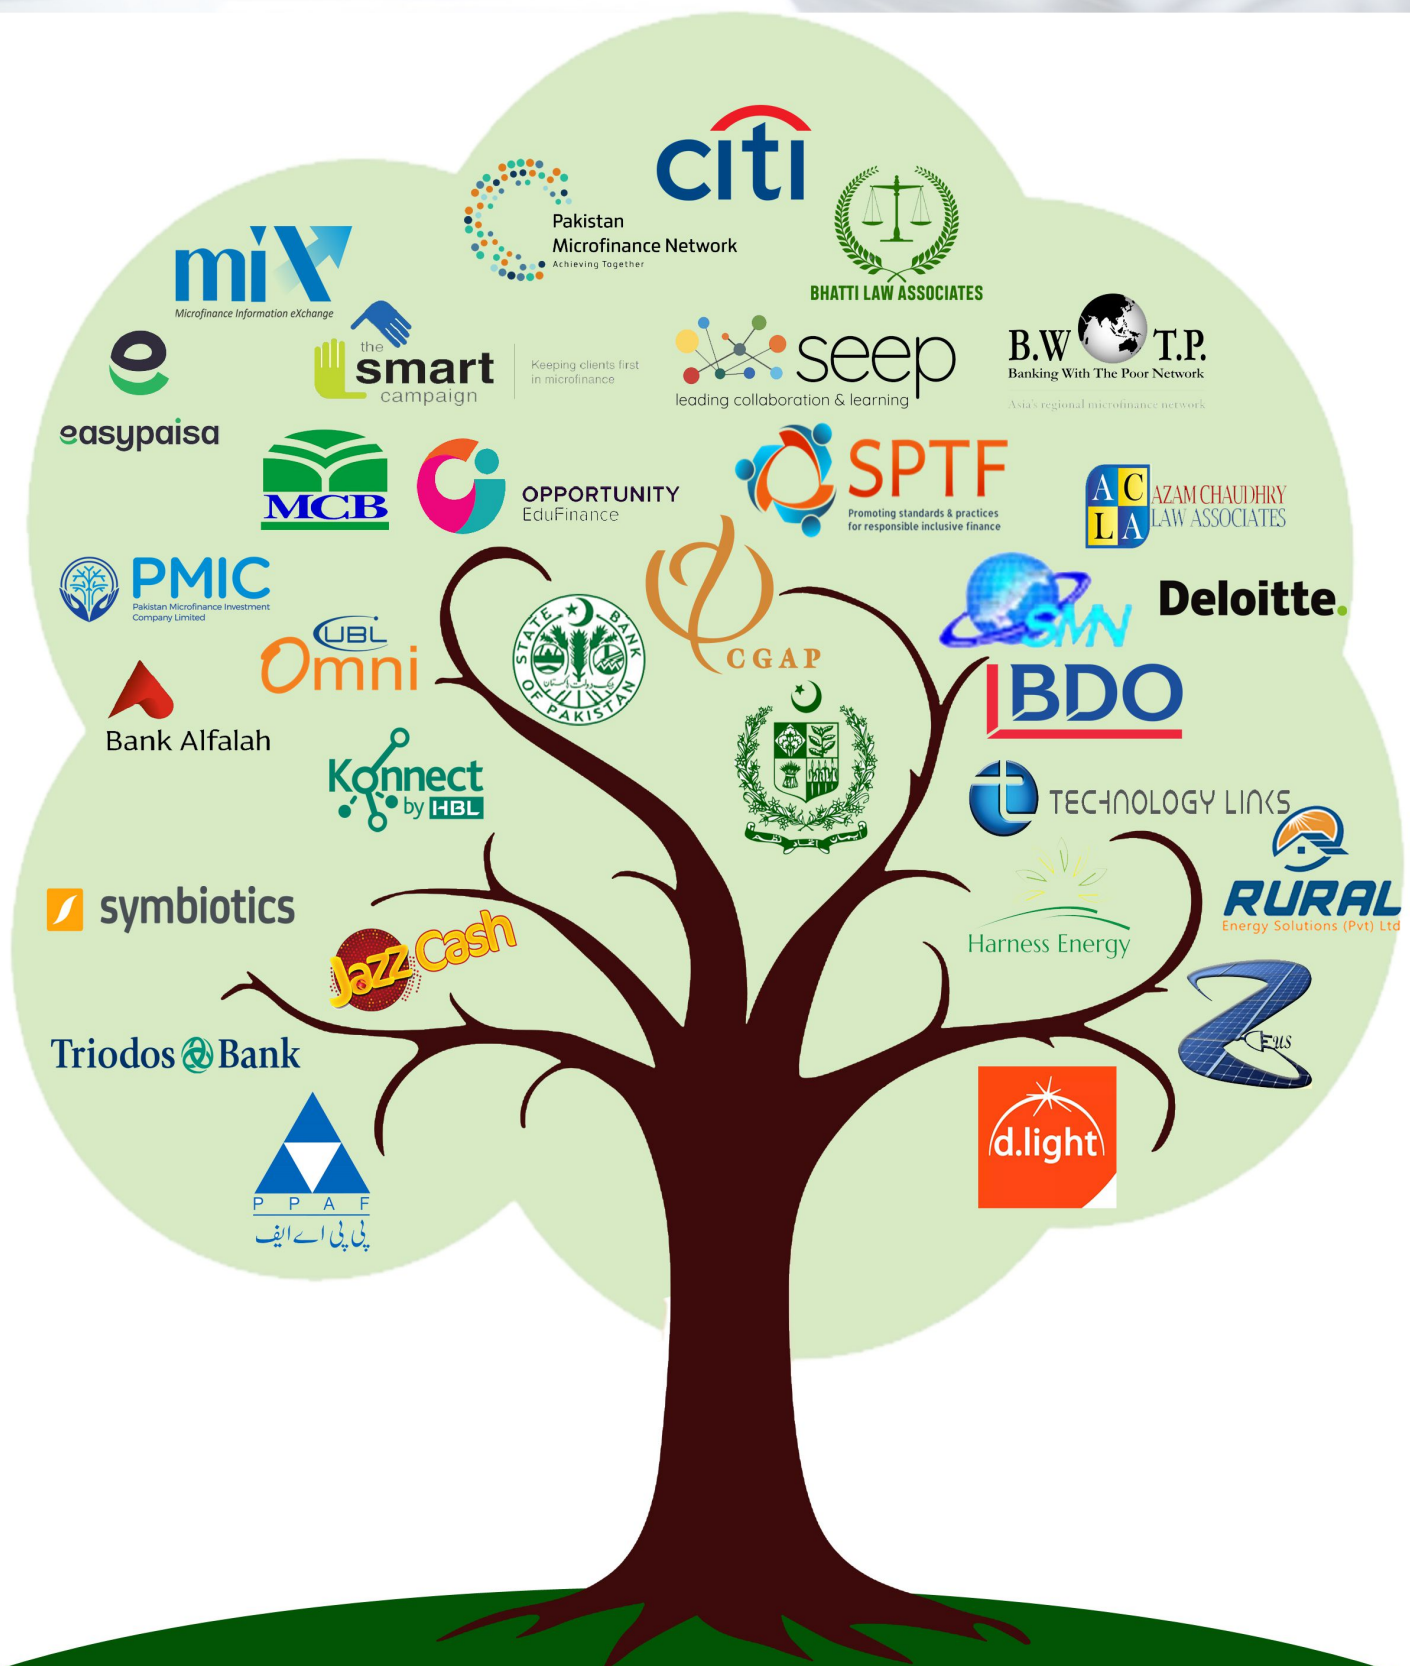 citi
Pakistan
Microfinance Network
Achieving Together
BHATTI LAW ASSOCIATES
mix
Microfinance Information eXchange
the
smart
campaign
Keeping clients first
in microfinance
seep
leading collaboration & learning
B.W T.P.
Banking With The Poor Network
Asia's regional microfinance network
easypaisa
MCB
OPPORTUNITY
EduFinance
SPTF
Promoting standards & practices
for responsible inclusive finance
A C
L A
AZAM CHAUDHRY
LAW ASSOCIATES
PMIC
Pakistan Microfinance Investment
Company Limited
UBL
Omni
STATE BANK
OF PAKISTAN
CGAP
SMN
Deloitte.
BDO
Bank Alfalah
Konnect
by HBL
TECHNOLOGY LINKS
RURAL
Energy Solutions (Pvt) Ltd
Harness Energy
symbiotics
Jazz Cash
Zeus
Triodos Bank
d.light
P P A F
پی پی اے ایف